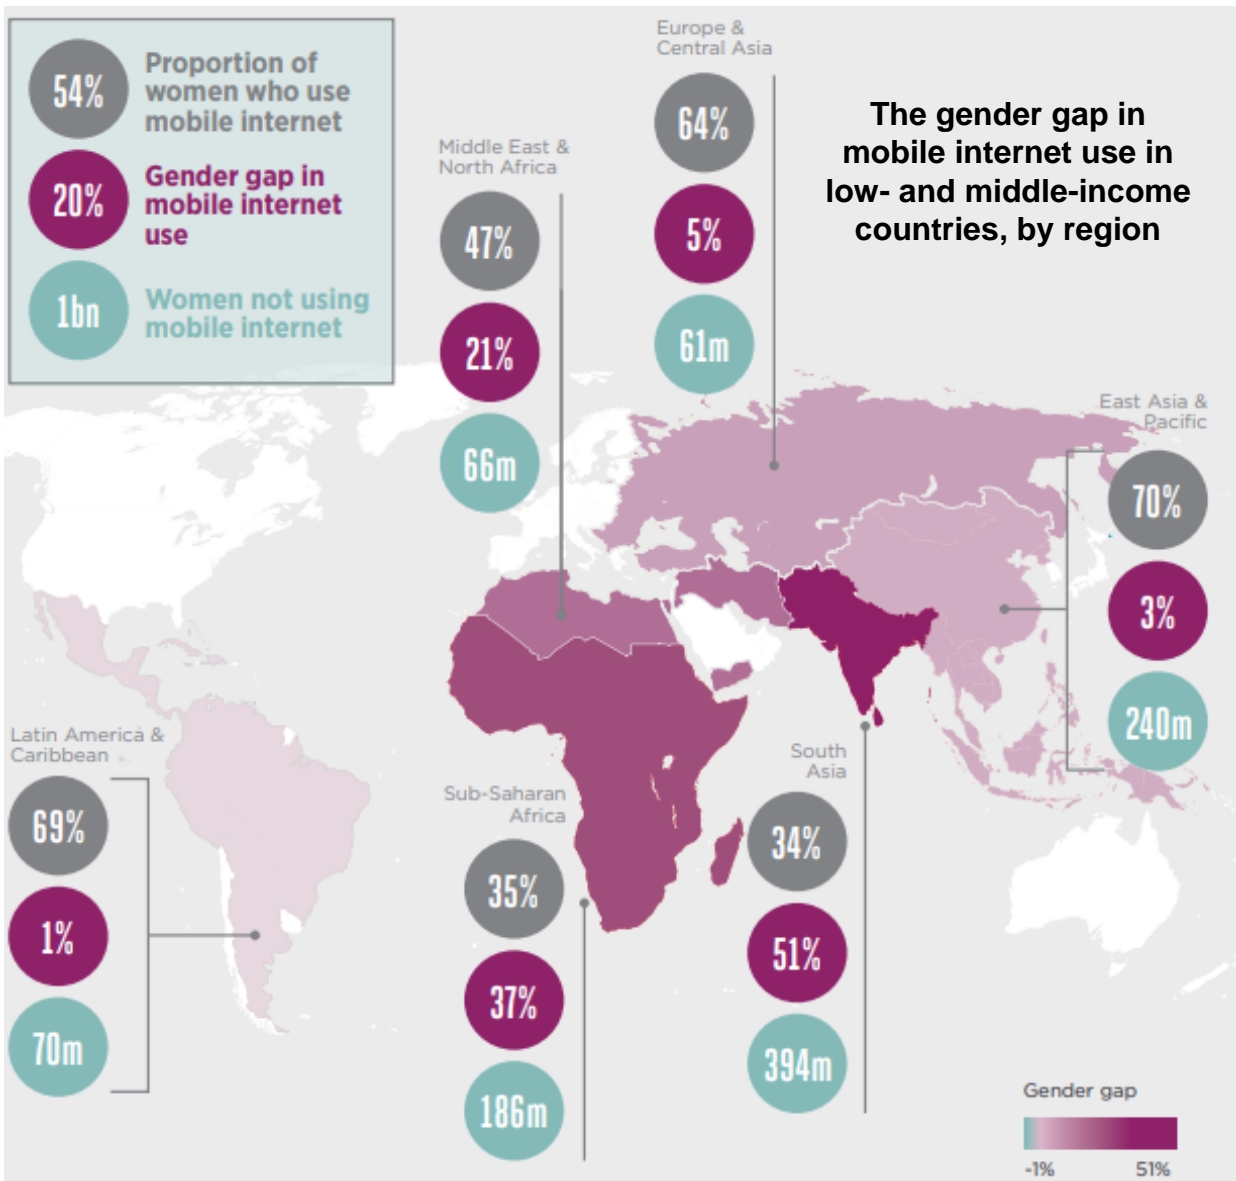 54%
Proportion of
women who use
mobile internet
20%
Gender gap in
mobile internet
use
1bn
Women not using
mobile internet
Europe &
Central Asia
64%
5%
61m
The gender gap in
mobile internet use in
low- and middle-income
countries, by region
Middle East &
North Africa
47%
21%
66m
East Asia &
Pacific
70%
3%
240m
Latin America &
Caribbean
69%
1%
70m
Sub-Saharan
Africa
35%
37%
186m
South
Asia
34%
51%
394m
Gender gap
-1%
51%